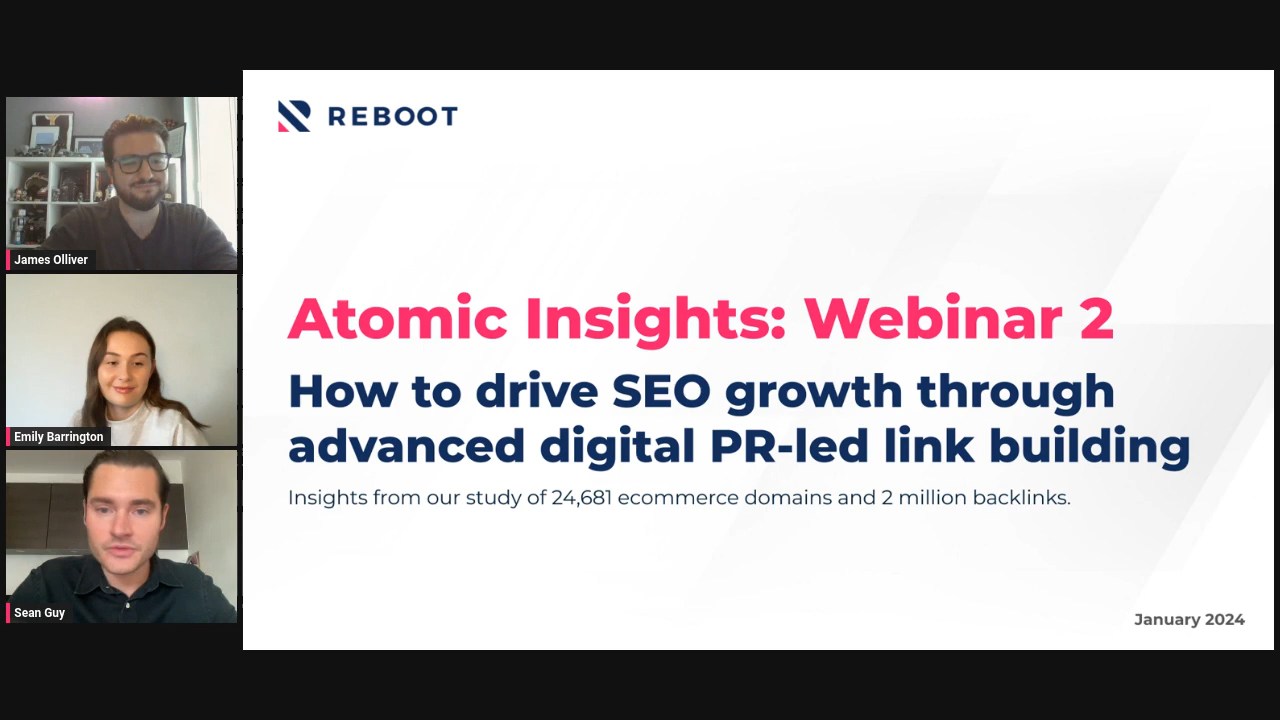 REBOOT
James Olliver
Emily Barrington
Sean Guy
Atomic Insights: Webinar 2
How to drive SEO growth through
advanced digital PR-led link building
Insights from our study of 24,681 ecommerce domains and 2 million backlinks.
January 2024